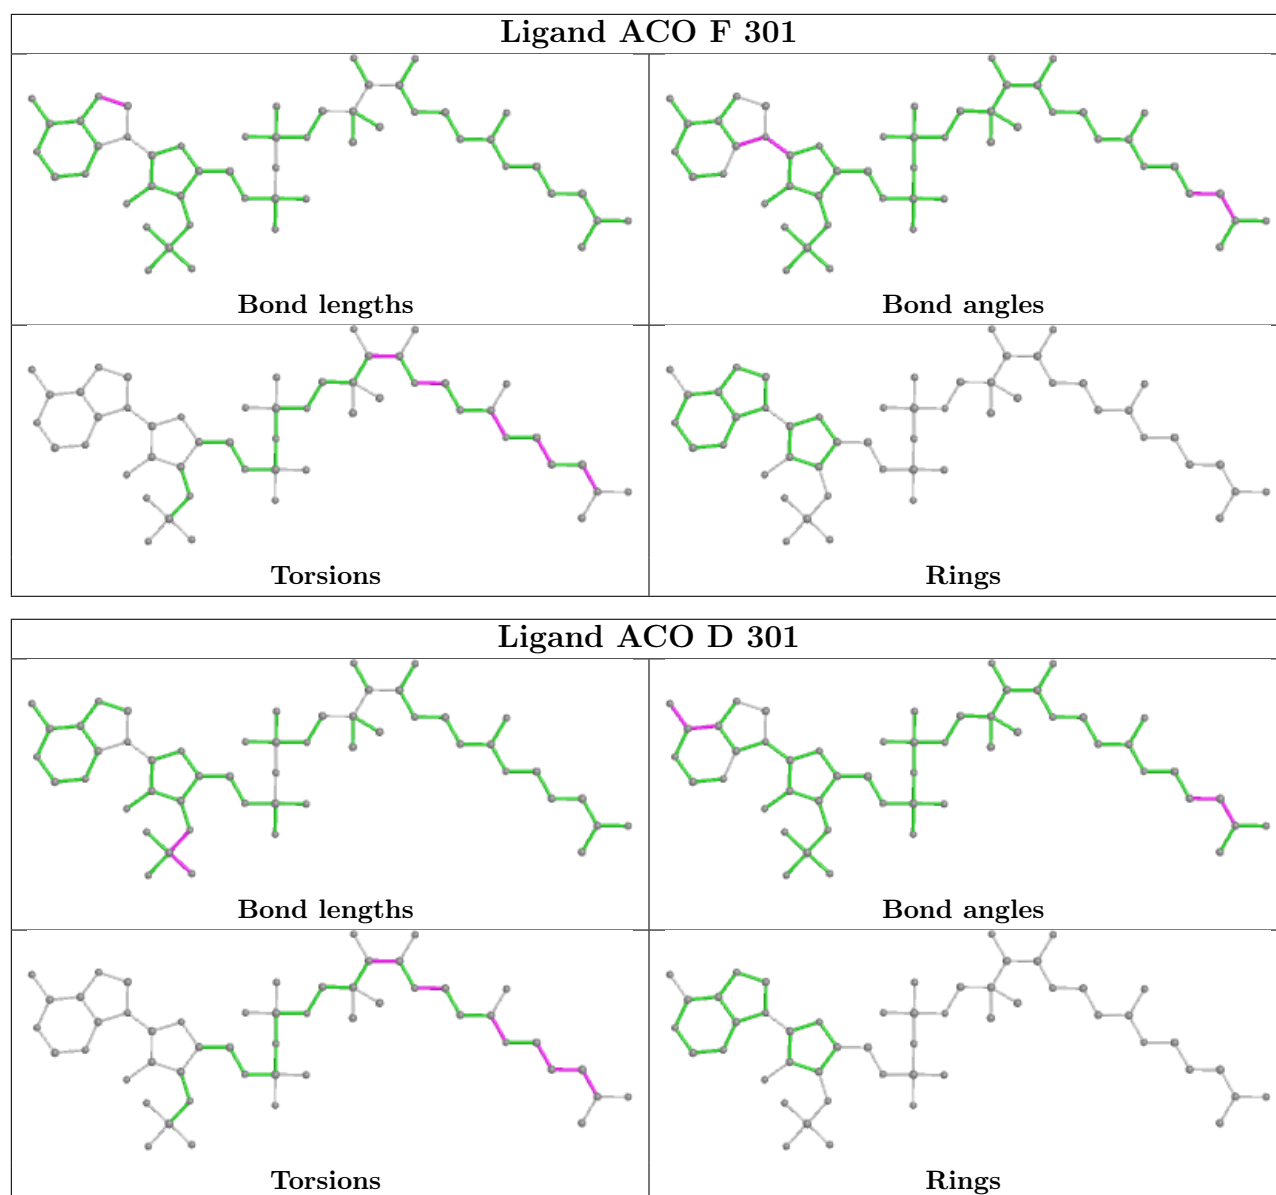 Ligand ACO F 301
Bond lengths
Bond angles
Torsions
Rings
Ligand ACO D 301
Bond lengths
Bond angles
Torsions
Rings